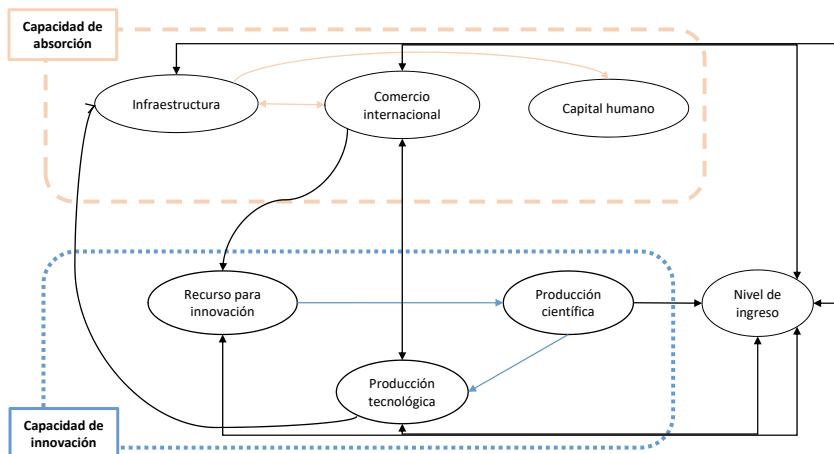 Capacidad de
absorción
Infraestructura
Comercio
internacional
Capital humano
Recurso para
innovación
Producción
científica
Nivel de
ingreso
Producción
tecnológica
Capacidad de
innovación